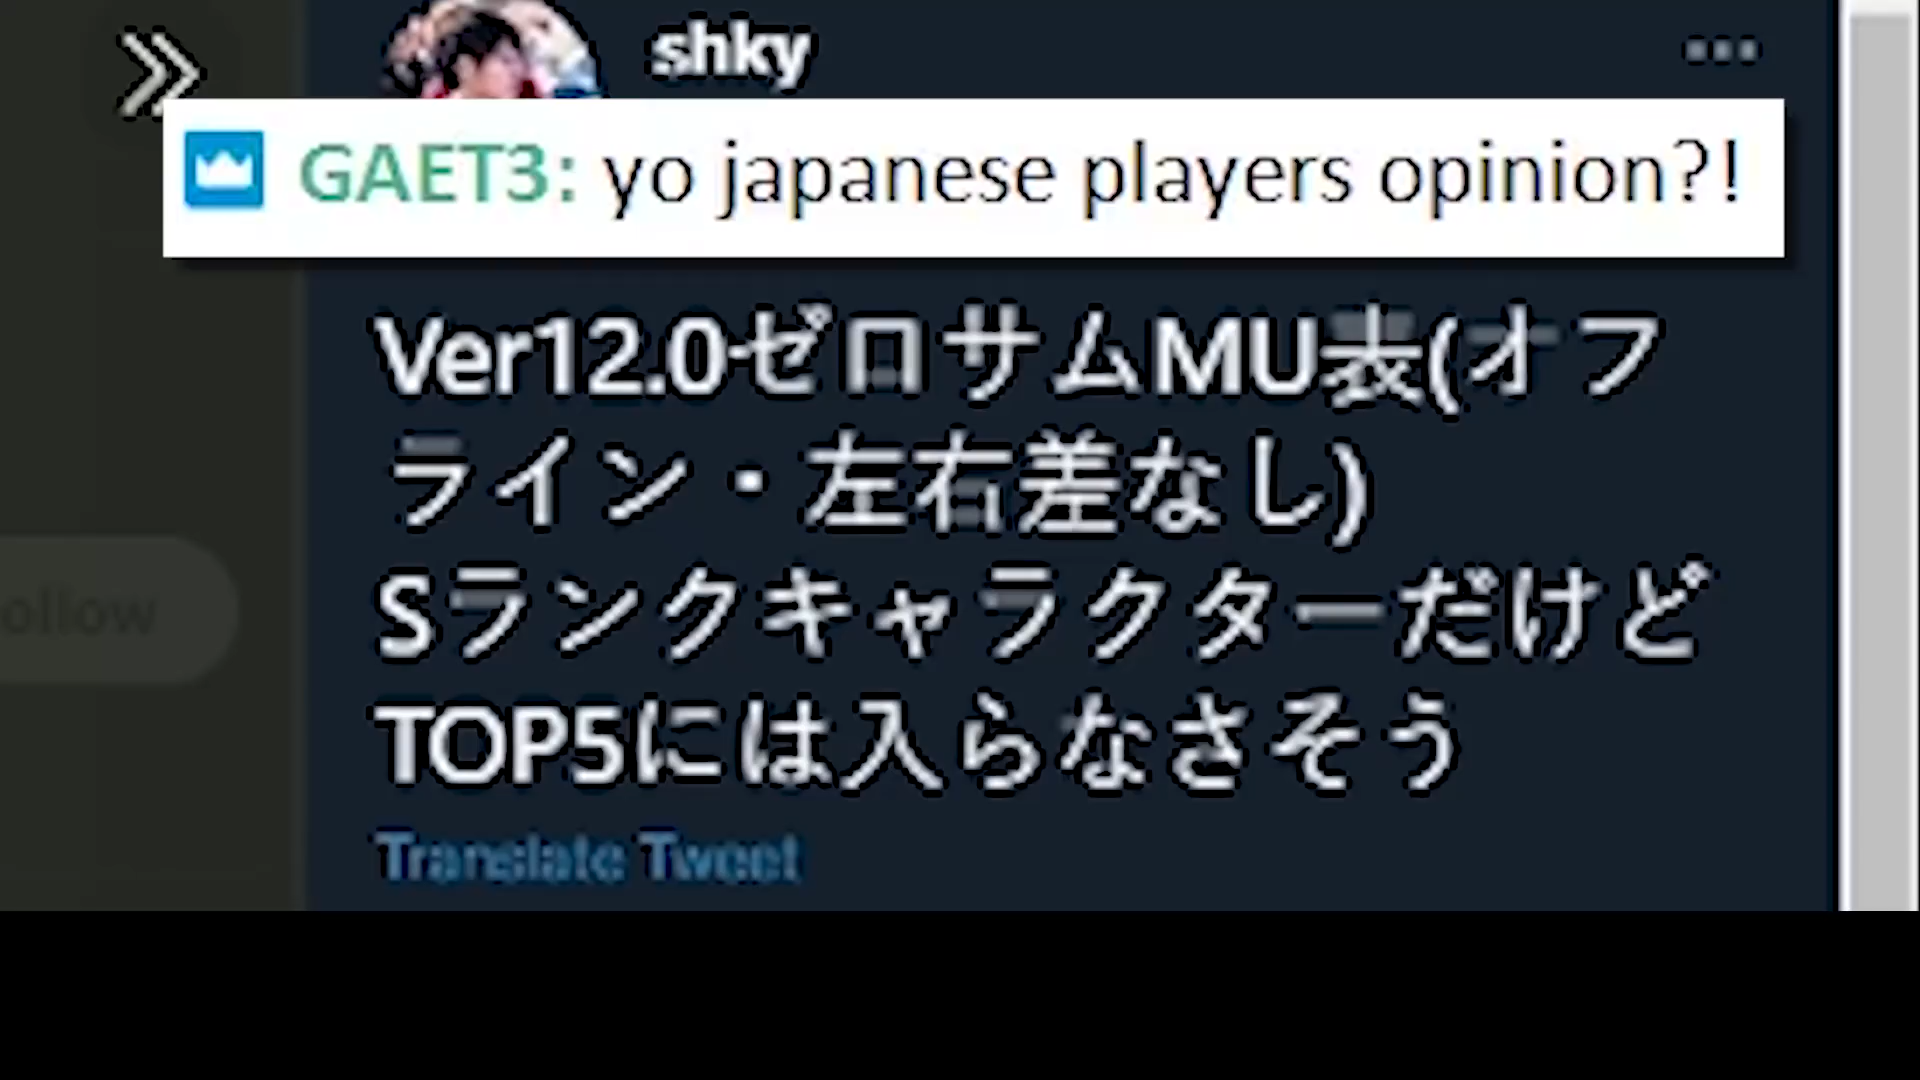 shky
GAET3: yo japanese players opinion?!
Ver12.0ゼロサムMU表(オフ
ライン・左右差なし)
Sランクキャラクターだけど
TOP5には入らなさそう
Translate Tweet
ollow